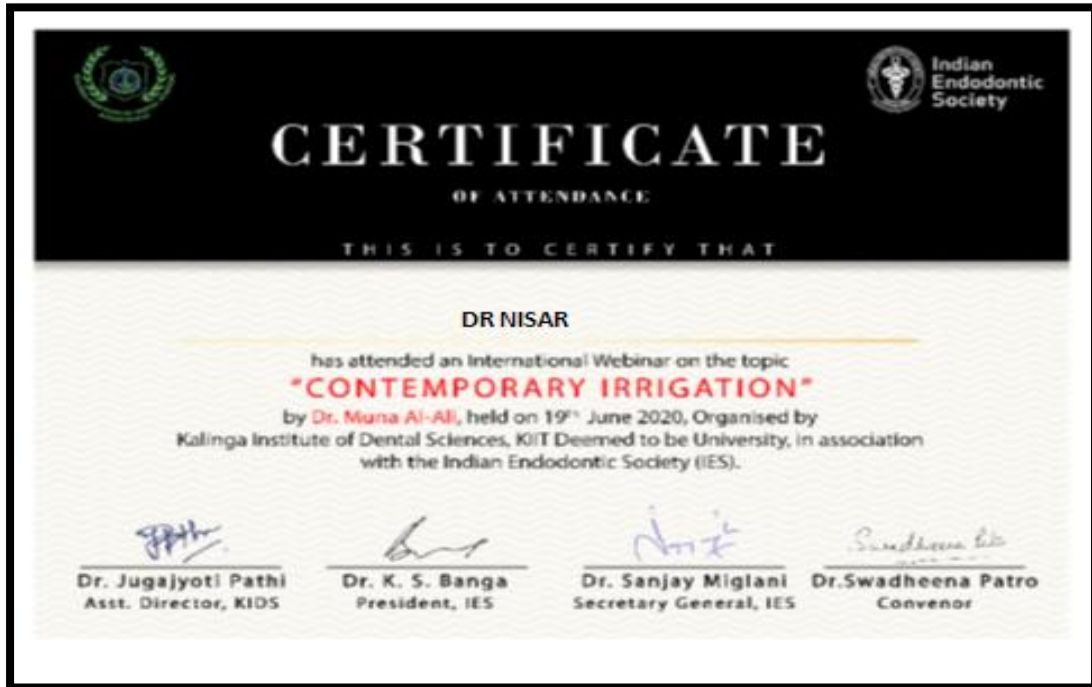 Indian
Endodontic
Society
CERTIFICATE
OF ATTENDANCE
THIS IS TO CERTIFY THAT
DR NISAR
has attended an International Webinar on the topic
"CONTEMPORARY IRRIGATION"
by Dr. Muna Al-Ali, held on 19th June 2020, Organised by
Kalinga Institute of Dental Sciences, KIIT Deemed to be University, in association
with the Indian Endodontic Society (IES).
Dr. Jugajyoti Pathi Dr. K. S. Banga Dr. Sanjay Miglani Dr.Swadheena Patro
Asst. Director, KIDS President, IES Secretary General, IES Convenor